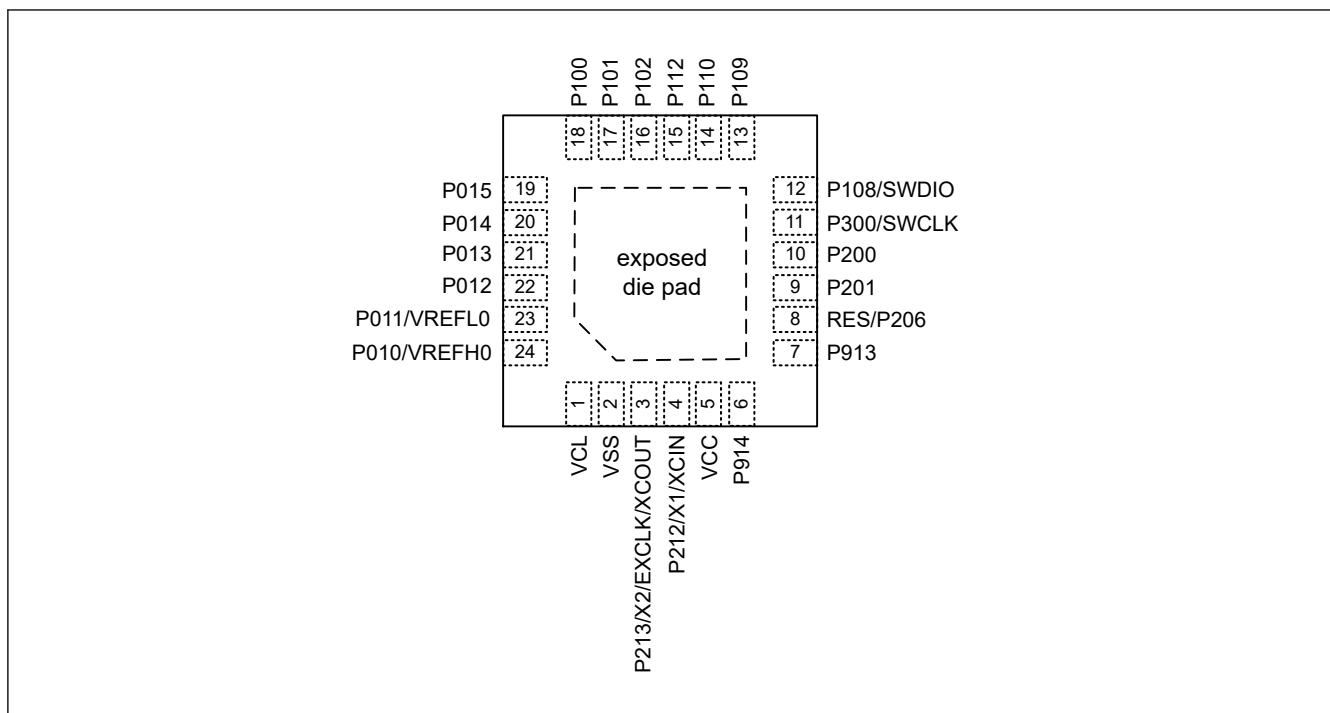 P100
P101
P102
P112
P110
P109
18
17
16
15
14
13
P015 19
P014 20
P013 21
P012 22
P011/VREFL0 23
P010/VREFH0 24
exposed
die pad
12 P108/SWDIO
11 P300/SWCLK
10 P200
9 P201
8 RES/P206
7 P913
1
2
3
4
5
6
VCL
VSS
P213/X2/EXCLK/XCOUT
P212/X1/XCIN
VCC
P914